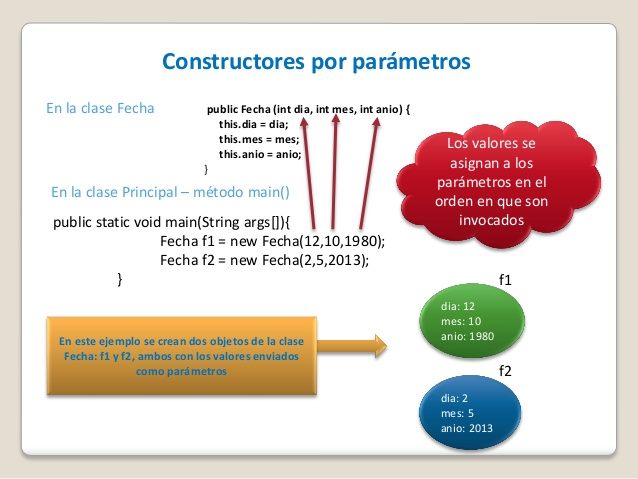 Constructores por parámetros
En la clase Fecha
public Fecha (int dia, int mes, int anio) {
this.dia = dia;
this.mes = mes;
this.anio = anio;
}
Los valores se
asignan a los
parámetros en el
orden en que son
invocados
En la clase Principal – método main()
public static void main(String args[]){
Fecha f1 = new Fecha(12,10,1980);
Fecha f2 = new Fecha(2,5,2013);
}
f1
dia: 12
mes: 10
anio: 1980
En este ejemplo se crean dos objetos de la clase
Fecha: f1 y f2, ambos con los valores enviados
como parámetros
f2
dia: 2
mes: 5
anio: 2013